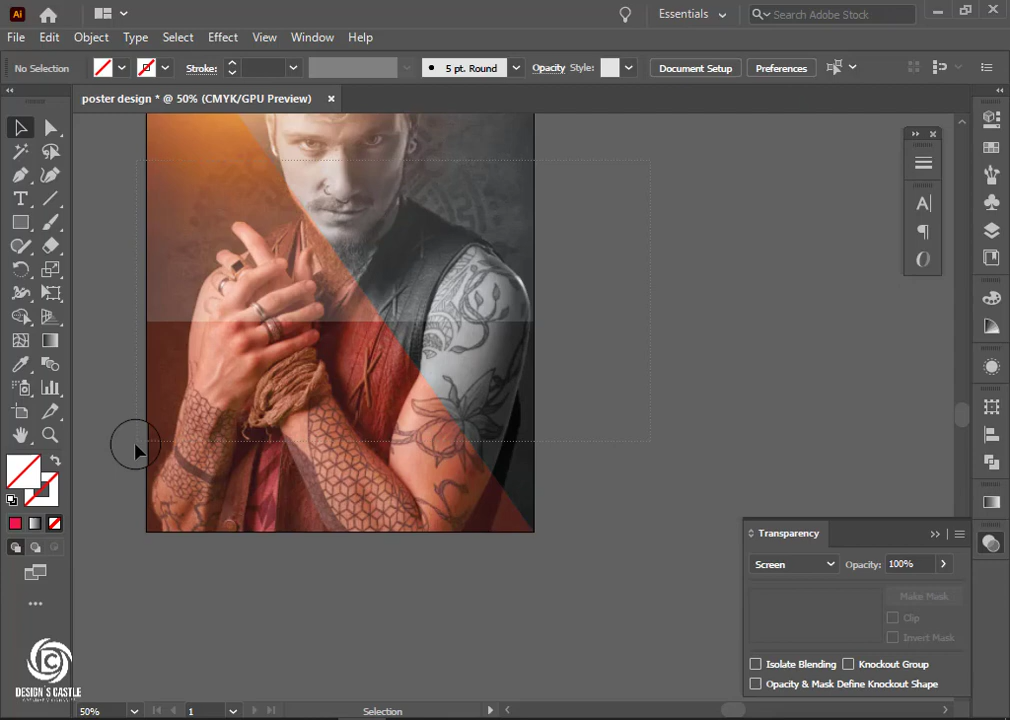 Ai
Essentials
Search Adobe Stock
File Edit Object Type Select Effect View Window Help
No Selection
Stroke:
5 pt. Round
Opacity
Style:
Document Setup
Preferences
poster design * @ 50% (CMYK/GPU Preview)
Transparency
Screen
Opacity:
100%
Make Mask
Clip
Invert Mask
Isolate Blending
Knockout Group
Opacity & Mask Define Knockout Shape
DESIGN'S CASTLE
50%
1
Selection